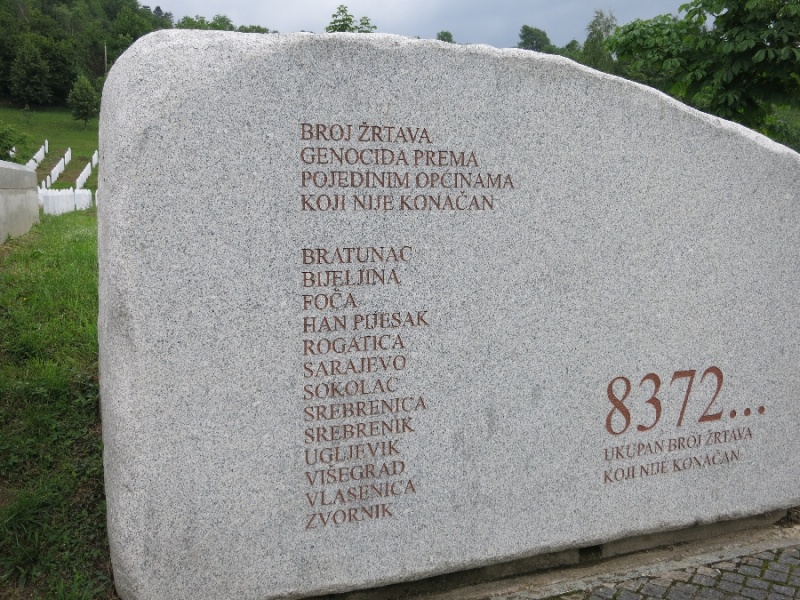 BROJ ŽRTAVA
GENOCIDA PREMA
POJEDINIM OPCINAMA
KOJI NIJE KONAČAN
BRATUNAC
BIJELJINA
FOČA
HAN PIJESAK
ROGATICA
SARAJEVO
SOKOLAC
SREBRENICA
SREBRENIK
UGLJEVIK
VIŠEGRAD
VLASENICA
ZVORNIK
8372...
UKUPAN BROJ ŽRTAVA
KOJI NIJE KONAČAN